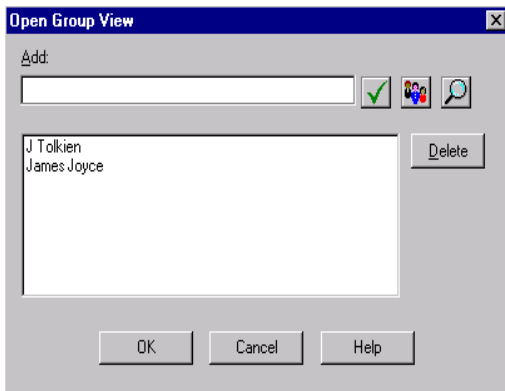 Open Group View
Add:
J Tolkien
James Joyce
Delete
OK
Cancel
Help